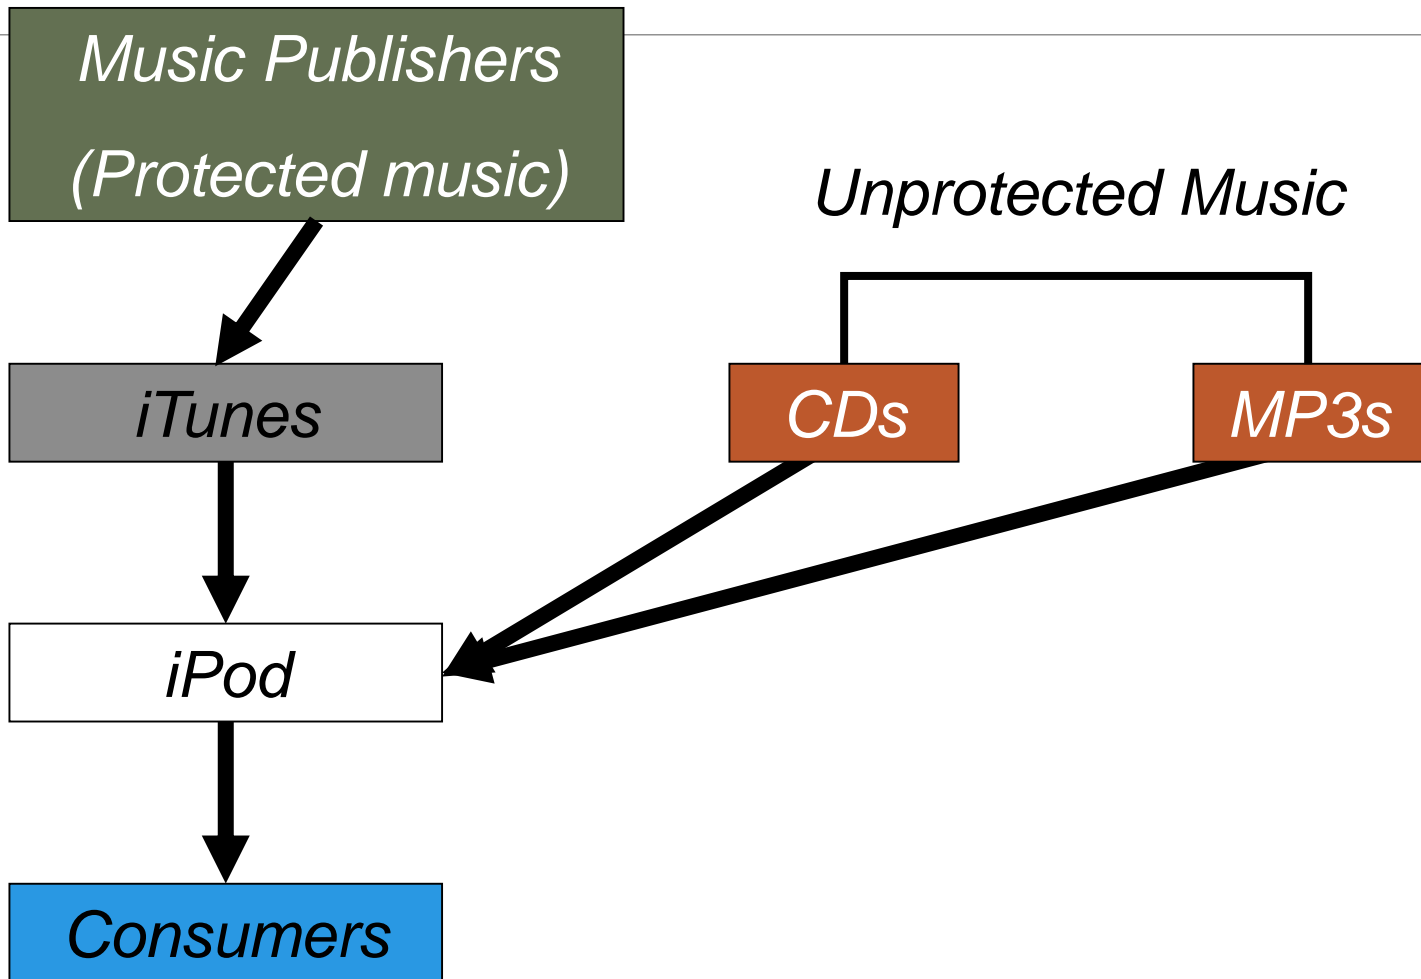 Music Publishers
(Protected music)
Unprotected Music
iTunes
CDs
MP3s
iPod
Consumers